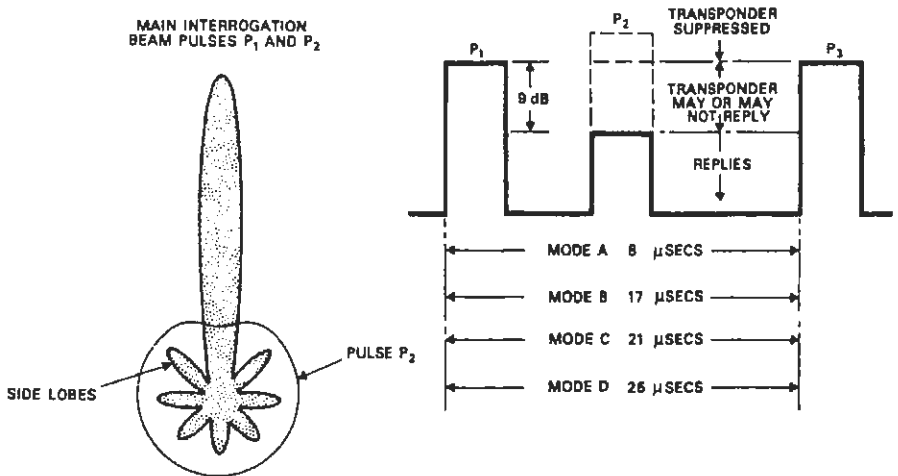 MAIN INTERROGATION
BEAM PULSES P₁ AND P₂
SIDE LOBES
PULSE P₂
P₁
P₂
P₃
9 dB
TRANSPONDER
SUPPRESSED
TRANSPONDER
MAY OR MAY
NOT REPLY
REPLIES
MODE A 8 μSECS
MODE B 17 μSECS
MODE C 21 μSECS
MODE D 25 μSECS